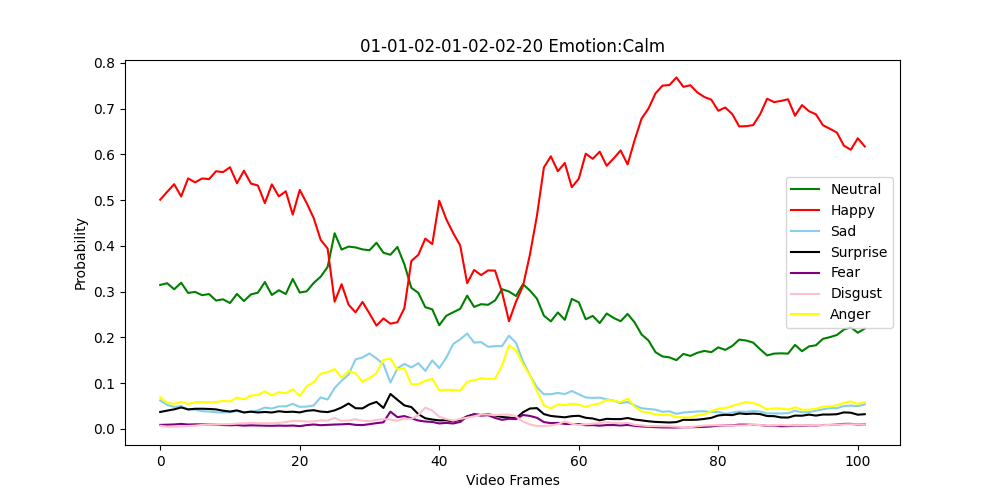 01-01-02-01-02-02-20 Emotion:Calm
Probability
0.8
0.7
0.6
0.5
0.4
0.3
0.2
0.1
0.0
Neutral
Happy
Sad
Surprise
Fear
Disgust
Anger
0 20 40 60 80 100
Video Frames